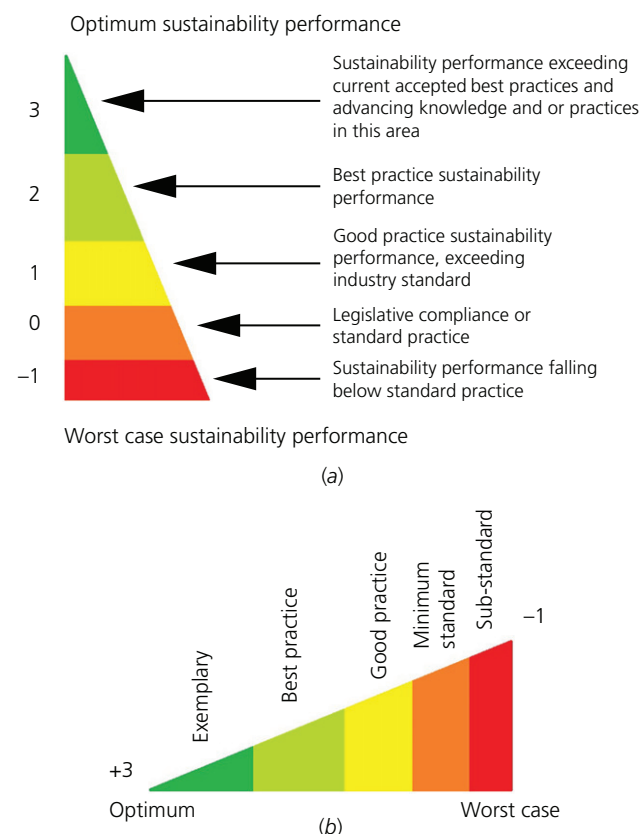 Optimum sustainability performance
3
Sustainability performance exceeding
current accepted best practices and
advancing knowledge and or practices
in this area
2
Best practice sustainability
performance
1
Good practice sustainability
performance, exceeding
industry standard
0
Legislative compliance or
standard practice
–1
Sustainability performance falling
below standard practice
Worst case sustainability performance
(a)
Exemplary
Best practice
Good practice
Minimum
standard
Sub-standard
–1
+3
Optimum
Worst case
(b)